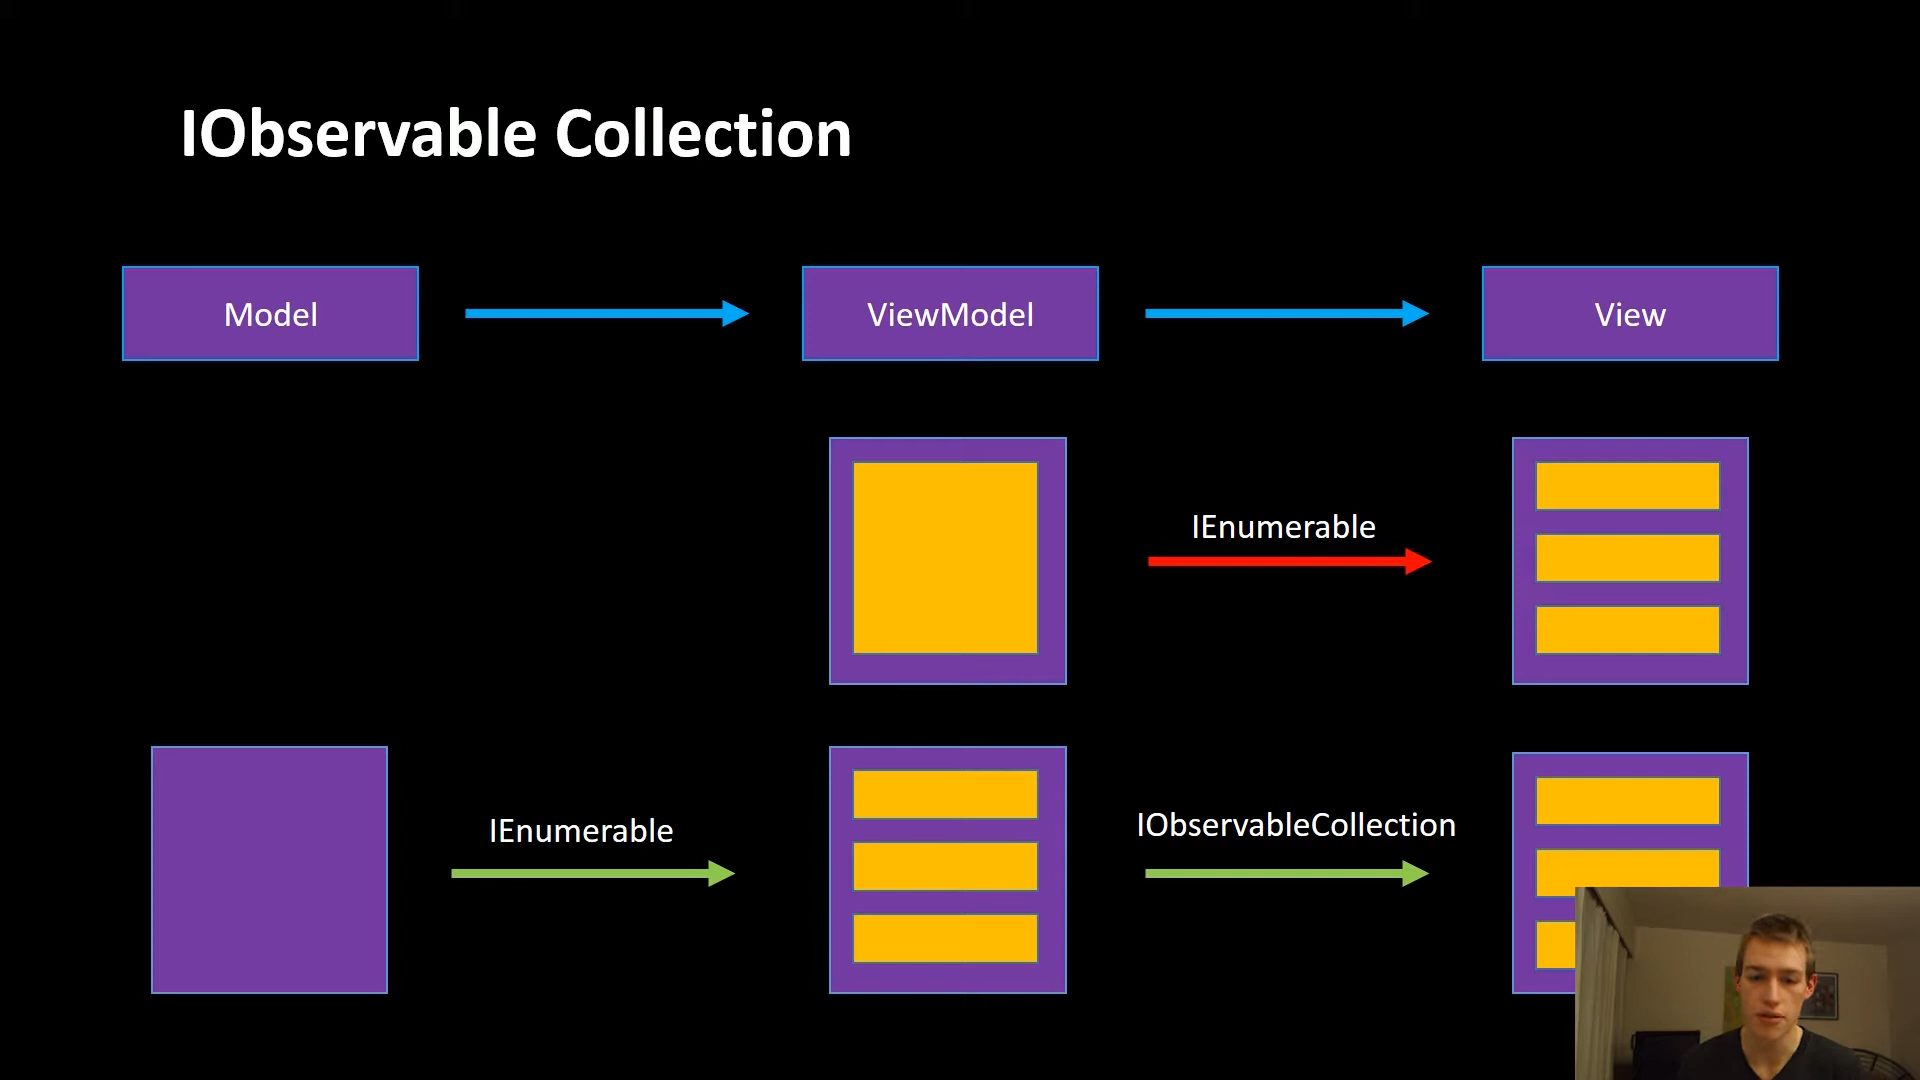 IObservable Collection
Model
ViewModel
View
IEnumerable
IEnumerable
IObservableCollection